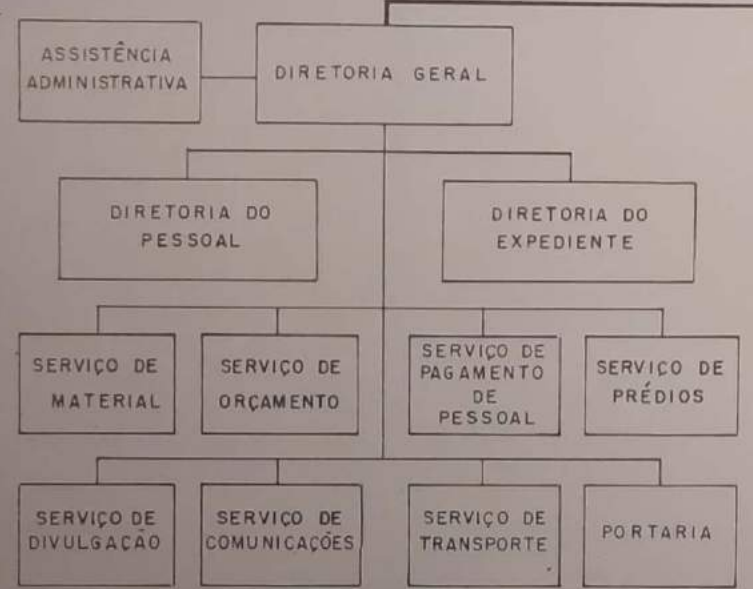 ASSISTÊNCIA
ADMINISTRATIVA
DIRETORIA GERAL
DIRETORIA DO
PESSOAL
DIRETORIA DO
EXPEDIENTE
SERVIÇO DE
MATERIAL
SERVIÇO DE
ORÇAMENTO
SERVIÇO DE
PAGAMENTO
DE
PESSOAL
SERVIÇO DE
PRÉDIOS
SERVIÇO DE
DIVULGAÇÃO
SERVIÇO DE
COMUNICAÇÓES
SERVIÇO DE
TRANSPORTE
PORTARIA